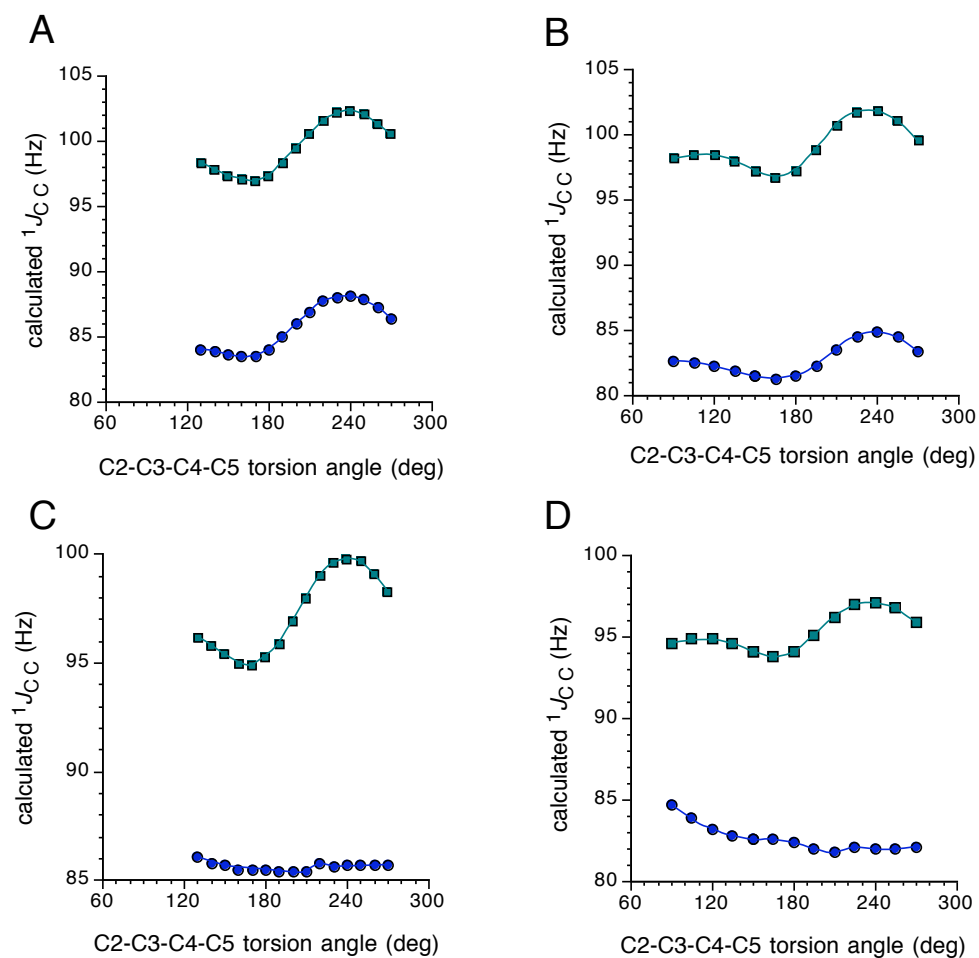 A
105
100
95
90
85
80
60 120 180 240 300
calculated ¹J_CC (Hz)
C2-C3-C4-C5 torsion angle (deg)
B
105
100
95
90
85
80
60 120 180 240 300
calculated ¹J_CC (Hz)
C2-C3-C4-C5 torsion angle (deg)
C
100
95
90
85
60 120 180 240 300
calculated ¹J_CC (Hz)
C2-C3-C4-C5 torsion angle (deg)
D
100
95
90
85
80
60 120 180 240 300
calculated ¹J_CC (Hz)
C2-C3-C4-C5 torsion angle (deg)